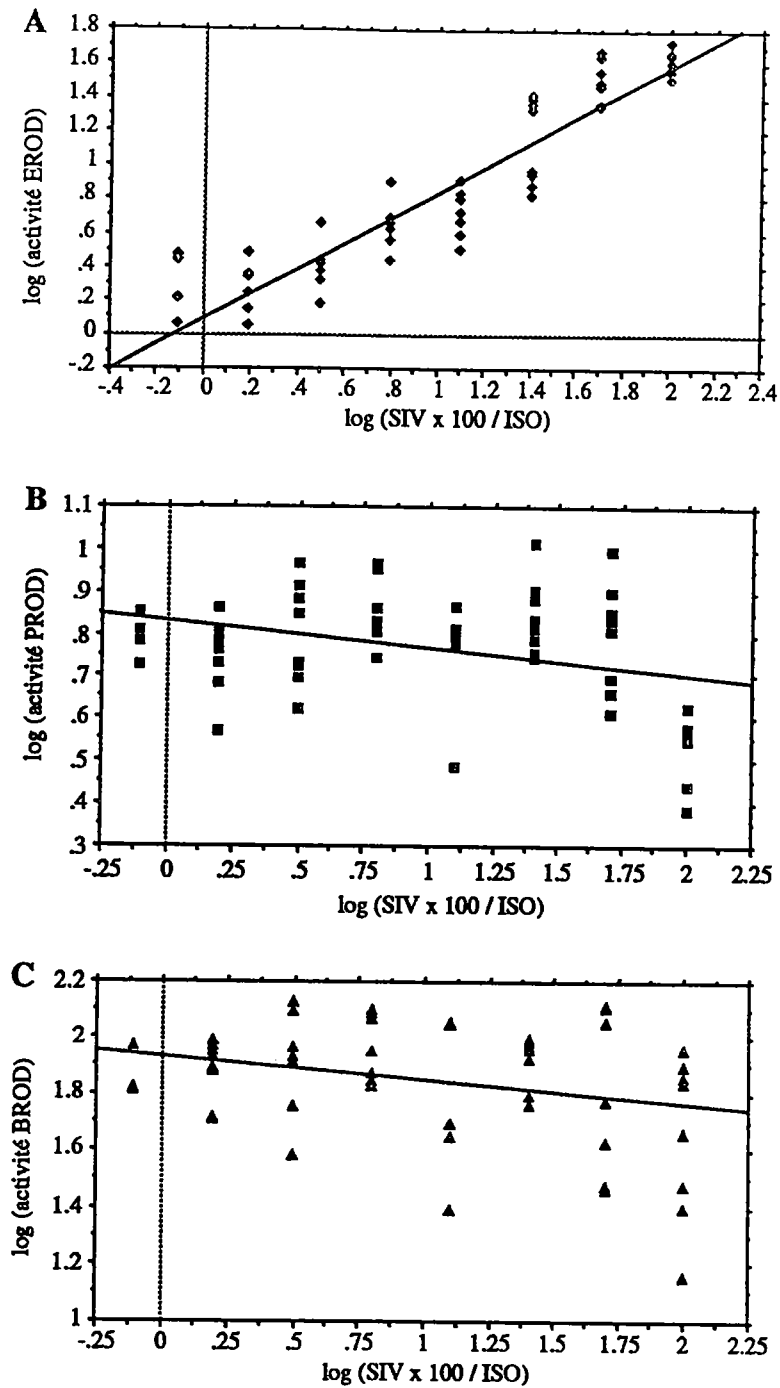 A
1.8
1.6
1.4
1.2
1
.8
.6
.4
.2
0
-.2
log (activité EROD)
-.4 -.2 0 .2 .4 .6 .8 1 1.2 1.4 1.6 1.8 2 2.2 2.4
log (SIV x 100 / ISO)
B
1.1
1
.9
.8
.7
.6
.5
.4
.3
log (activité PROD)
-.25 0 .25 .5 .75 1 1.25 1.5 1.75 2 2.25
log (SIV x 100 / ISO)
C
2.2
2
1.8
1.6
1.4
1.2
1
log (activité BROD)
-.25 0 .25 .5 .75 1 1.25 1.5 1.75 2 2.25
log (SIV x 100 / ISO)